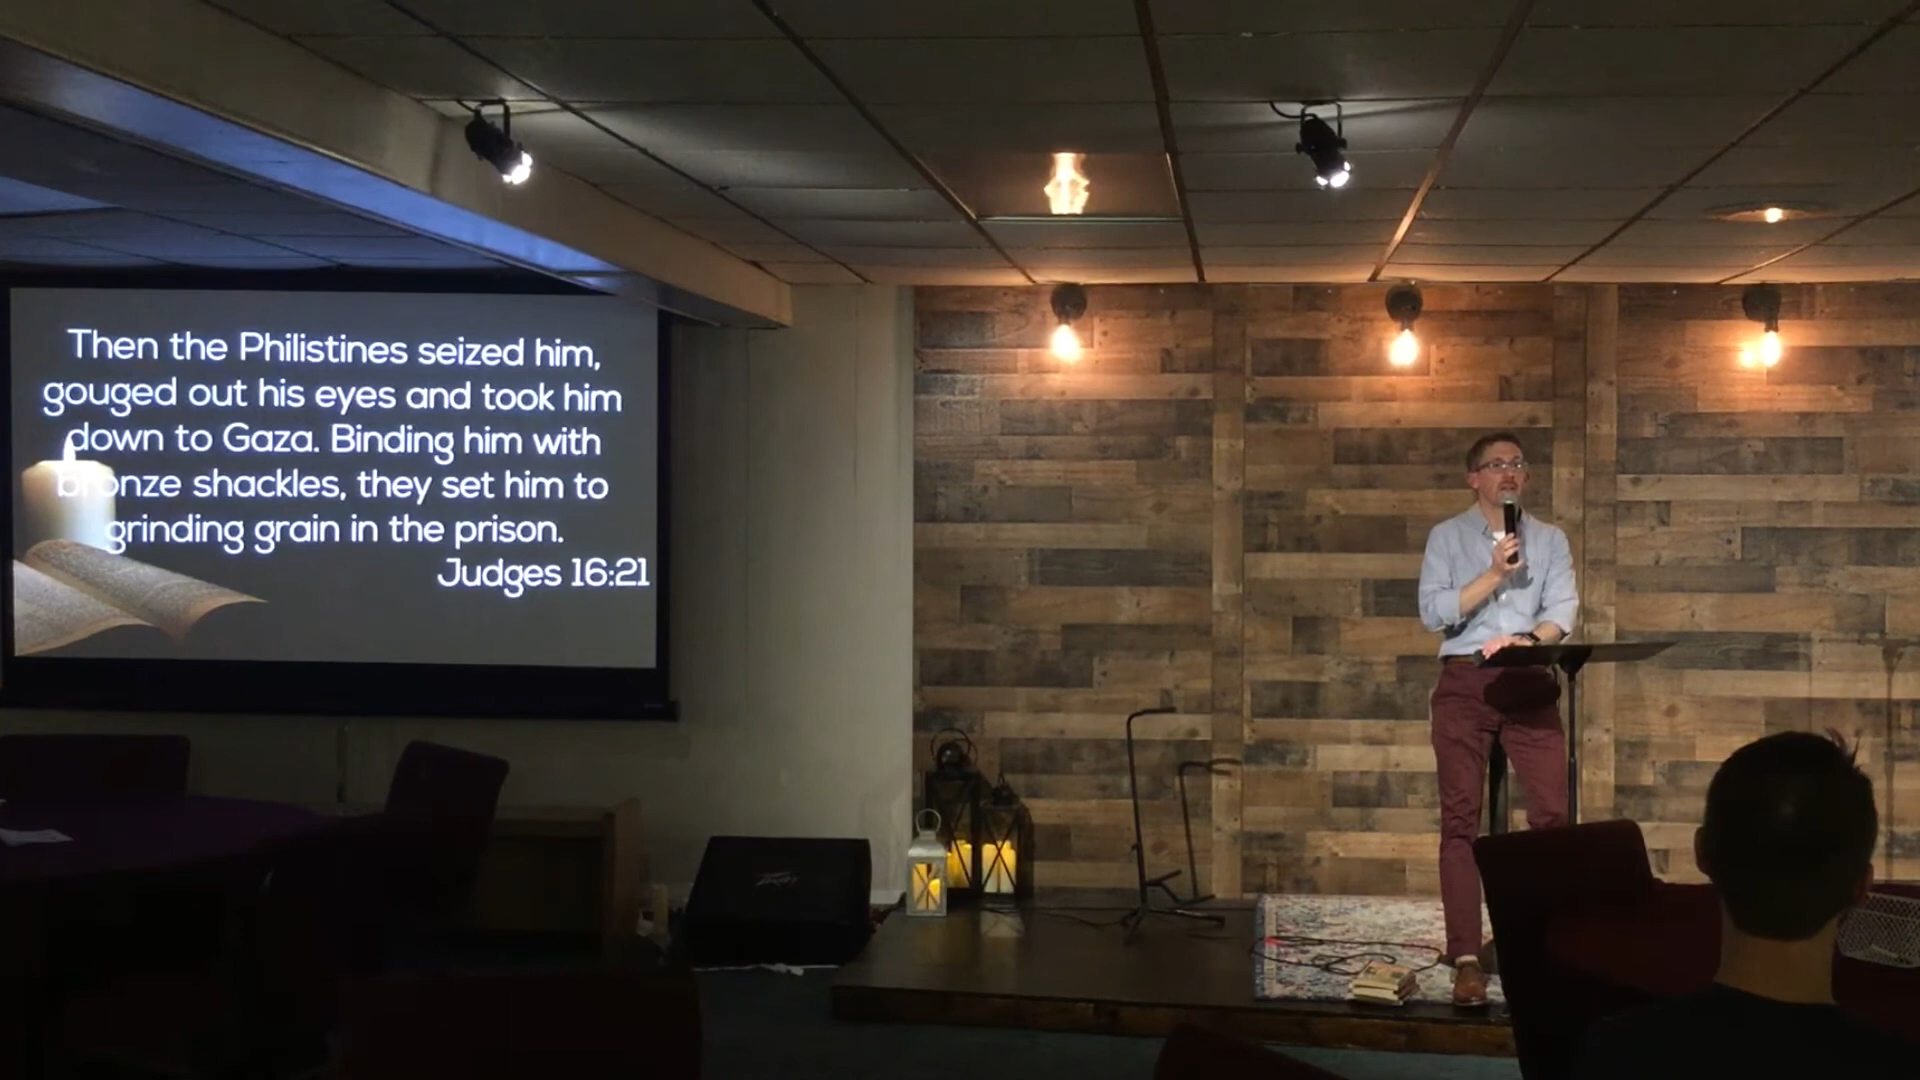 Then the Philistines seized him,
gouged out his eyes and took him
down to Gaza. Binding him with
bronze shackles, they set him to
grinding grain in the prison.
Judges 16:21